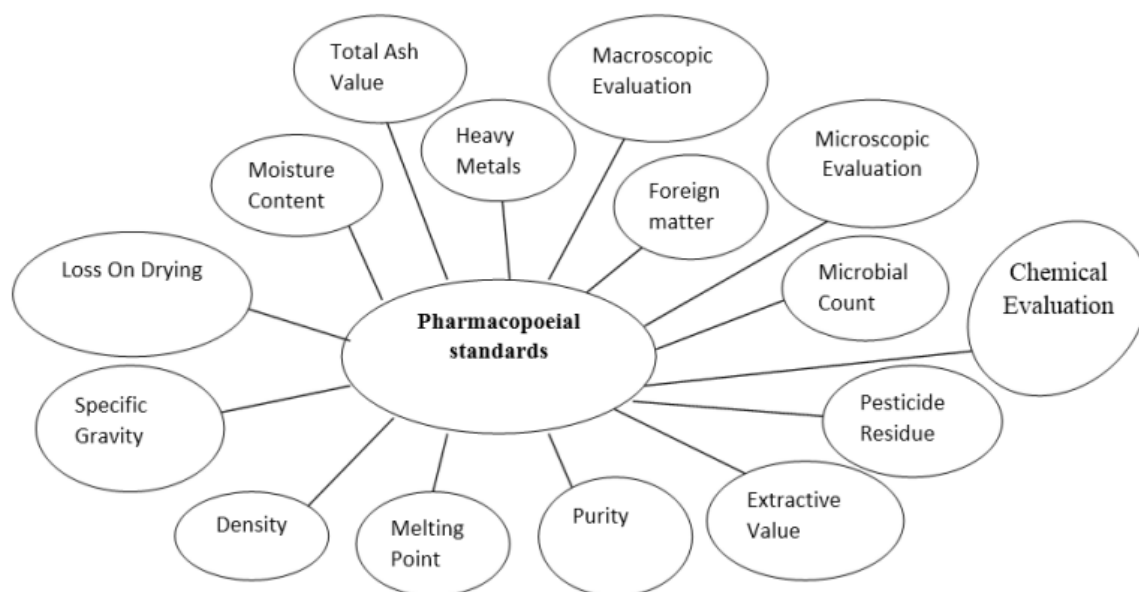 Total Ash
Value
Macroscopic
Evaluation
Heavy
Metals
Microscopic
Evaluation
Moisture
Content
Foreign
matter
Loss On Drying
Microbial
Count
Chemical
Evaluation
Pharmacopoeial
standards
Specific
Gravity
Pesticide
Residue
Density
Melting
Point
Purity
Extractive
Value